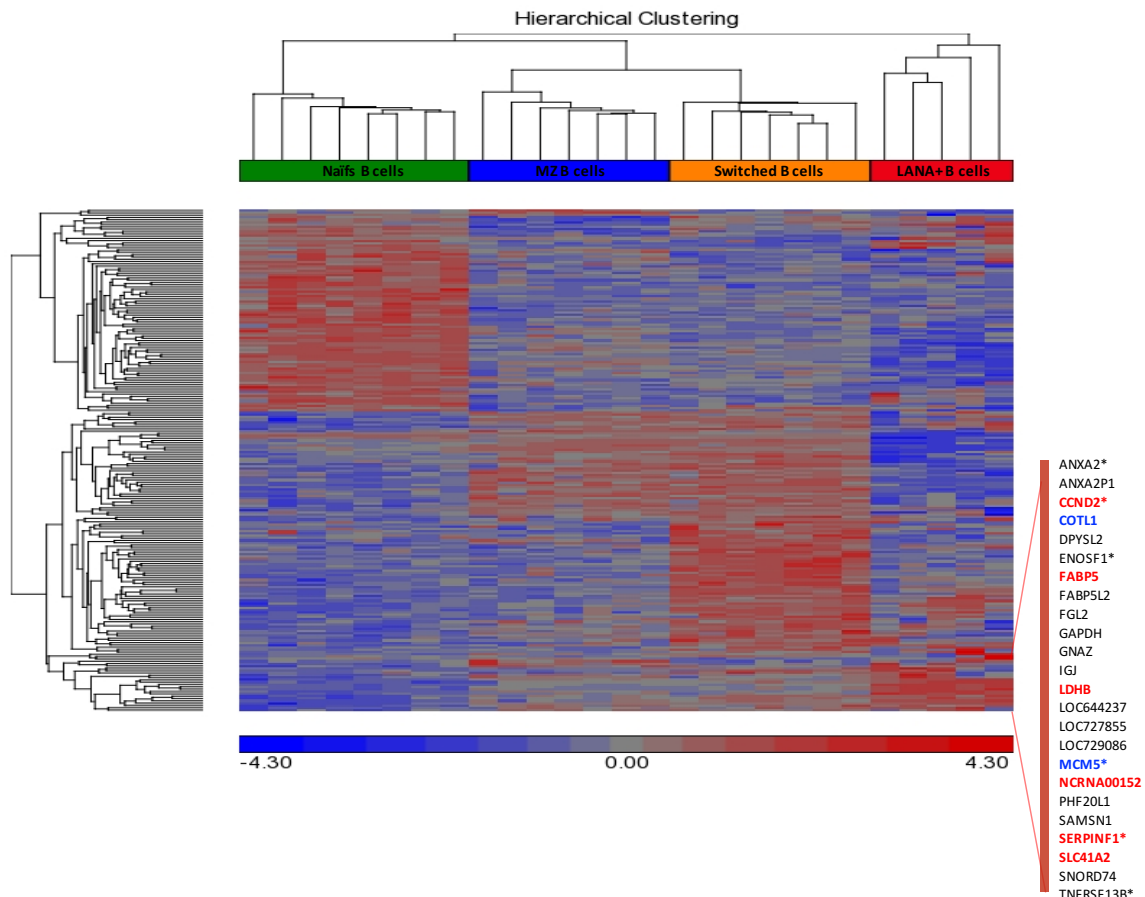 Hierarchical Clustering
Naïfs B cells
MZ B cells
Switched B cells
LANA+ B cells
-4.30
0.00
4.30
ANXA2*
ANXA2P1
CCND2*
COTL1
DPYSL2
ENOSF1*
FABP5
FABP5L2
FGL2
GAPDH
GNAZ
IGJ
LDHB
LOC644237
LOC727855
LOC729086
MCM5*
NCRNA00152
PHF20L1
SAMSN1
SERPINF1*
SLC41A2
SNORD74
TNFRSF13B*